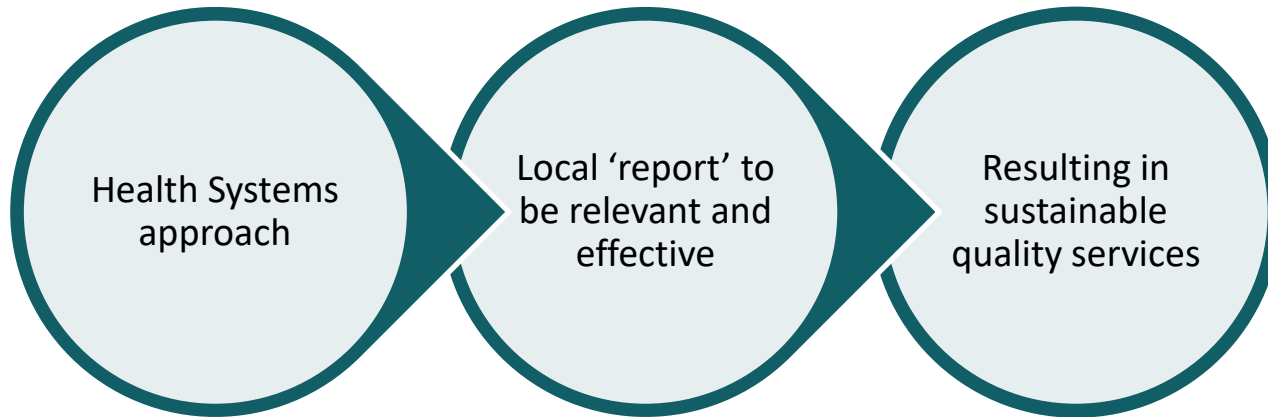 Health Systems
approach
Local ‘report’ to
be relevant and
effective
Resulting in
sustainable
quality services